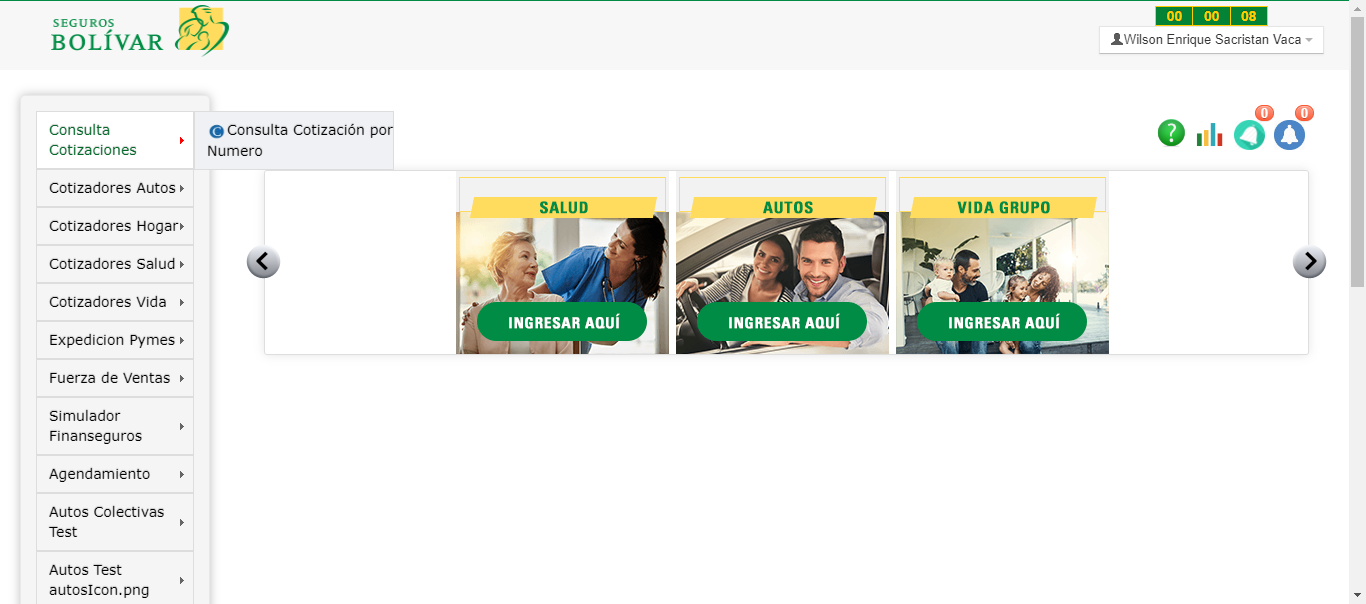 SEGUROS
BOLÍVAR
00 00 08
Wilson Enrique Sacristan Vaca
Consulta
Cotizaciones
C Consulta Cotización por
Numero
?
0
0
Cotizadores Autos
Cotizadores Hogar
Cotizadores Salud
Cotizadores Vida
Expedicion Pymes
Fuerza de Ventas
Simulador
Finanseguros
Agendamiento
Autos Colectivas
Test
Autos Test
autosIcon.png
SALUD
INGRESAR AQUÍ
AUTOS
INGRESAR AQUÍ
VIDA GRUPO
INGRESAR AQUÍ